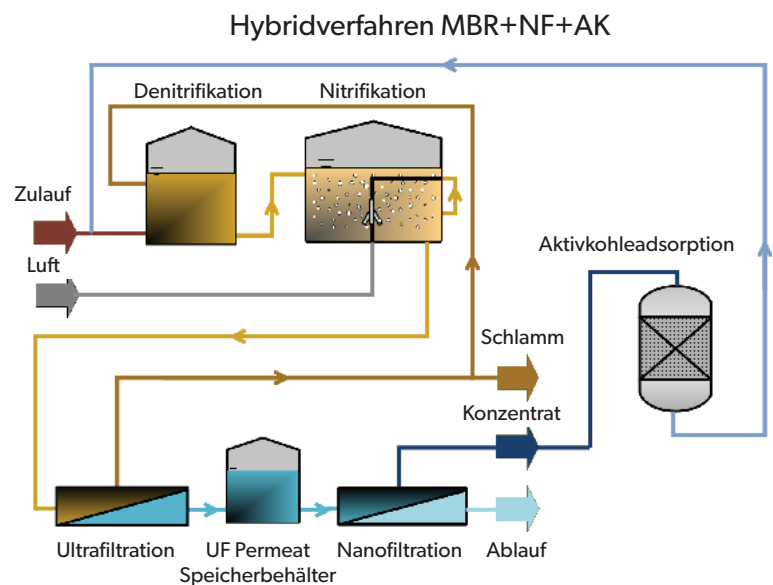 Hybridverfahren MBR+NF+AK
Denitrifikation
Nitrifikation
Zulauf
Luft
Aktivkohleadsorption
Schlamm
Konzentrat
Ultrafiltration
UF Permeat
Speicherbehälter
Nanofiltration
Ablauf